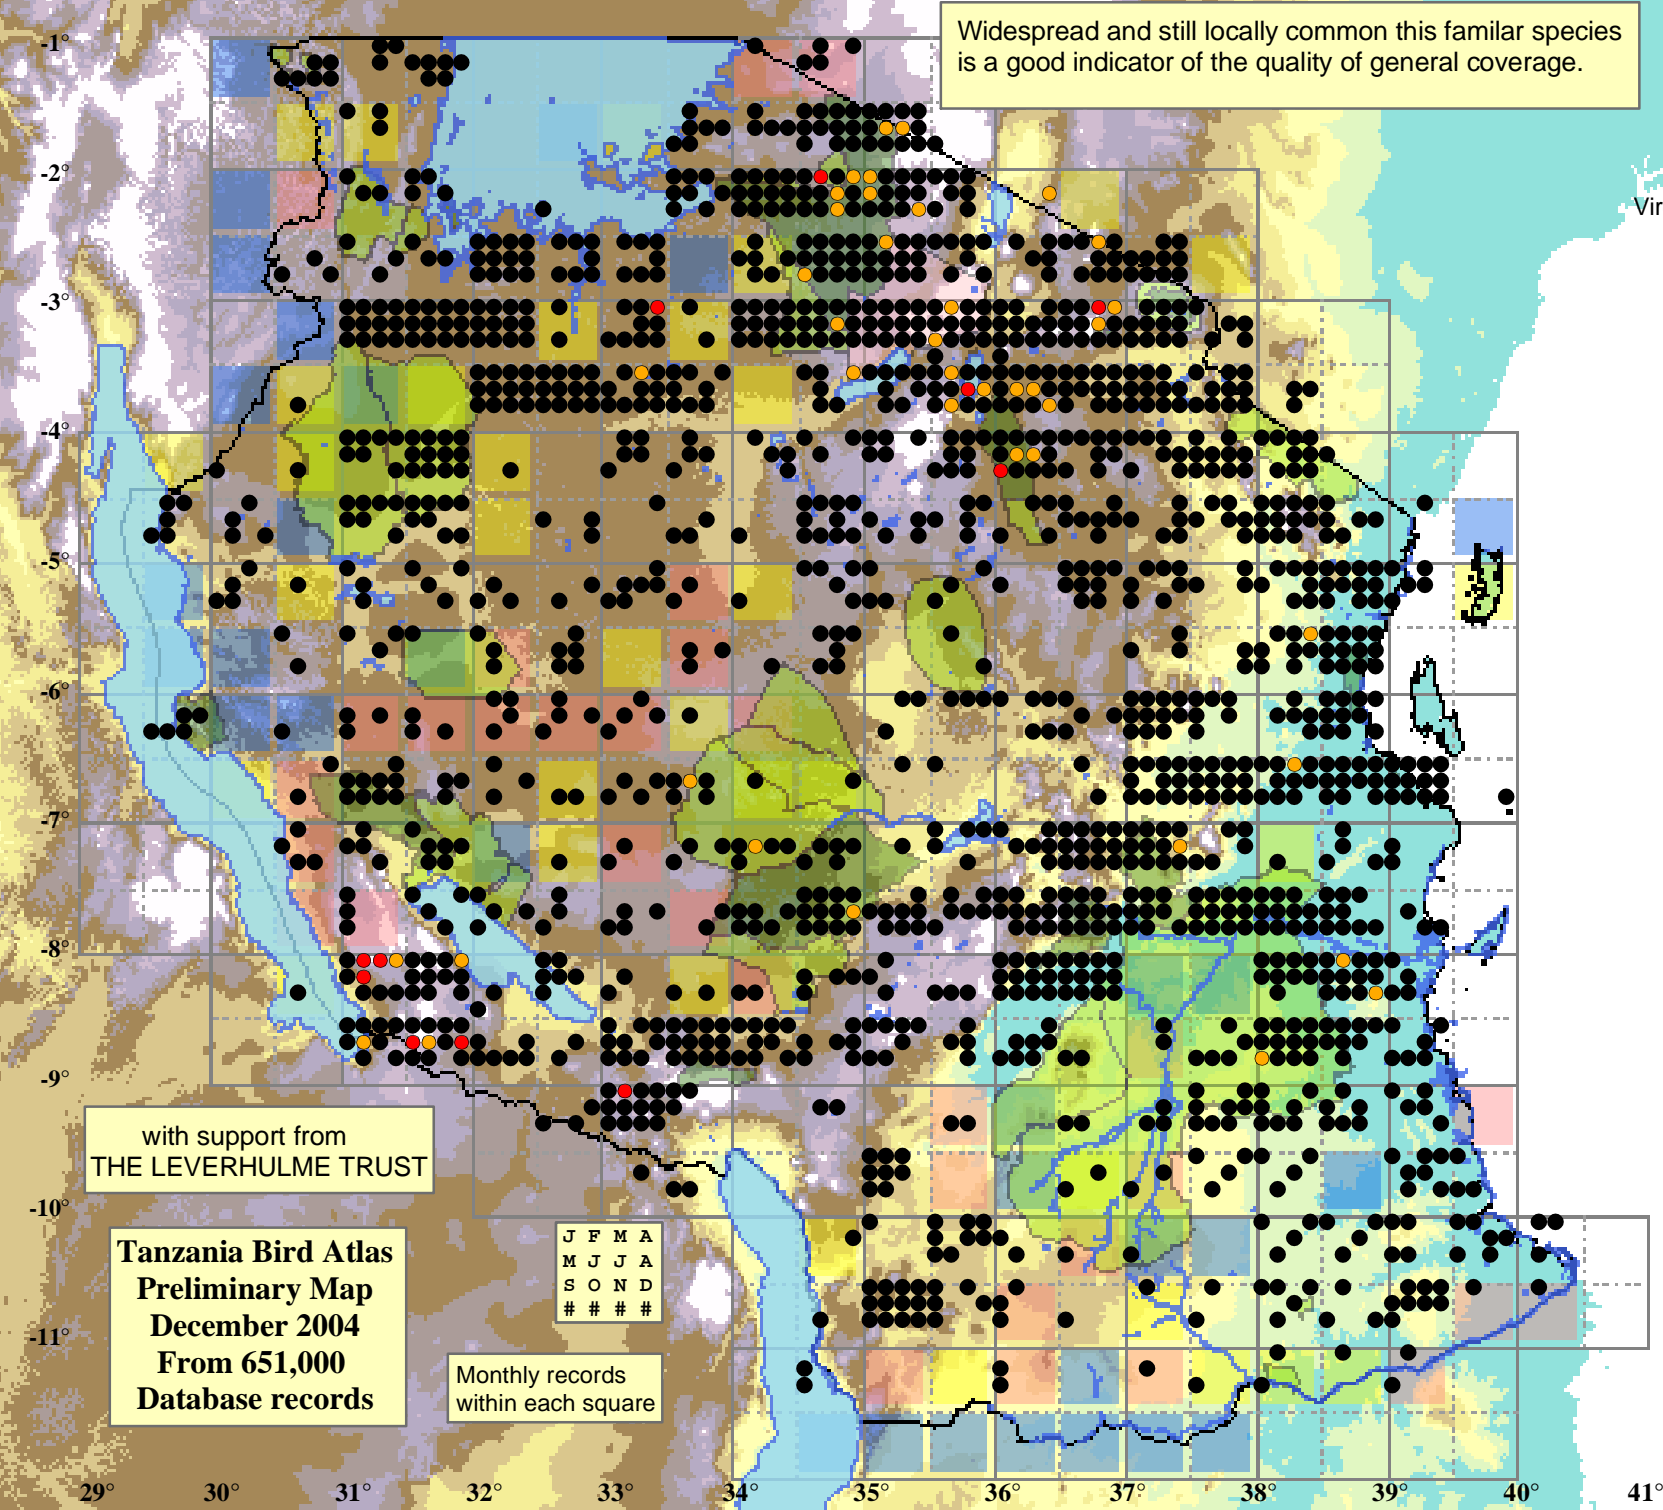 Widespread and still locally common this familar species
is a good indicator of the quality of general coverage.
-1°
-2°
Vir
-3°
-4°
-5°
-6°
-7°
-8°
-9°
with support from
THE LEVERHULME TRUST
-10°
Tanzania Bird Atlas
Preliminary Map
December 2004
From 651,000
Database records
J F M A
M J J A
S O N D
# # # #
-11°
Monthly records
within each square
29° 30° 31° 32° 33° 34° 35° 36° 37° 38° 39° 40° 41°